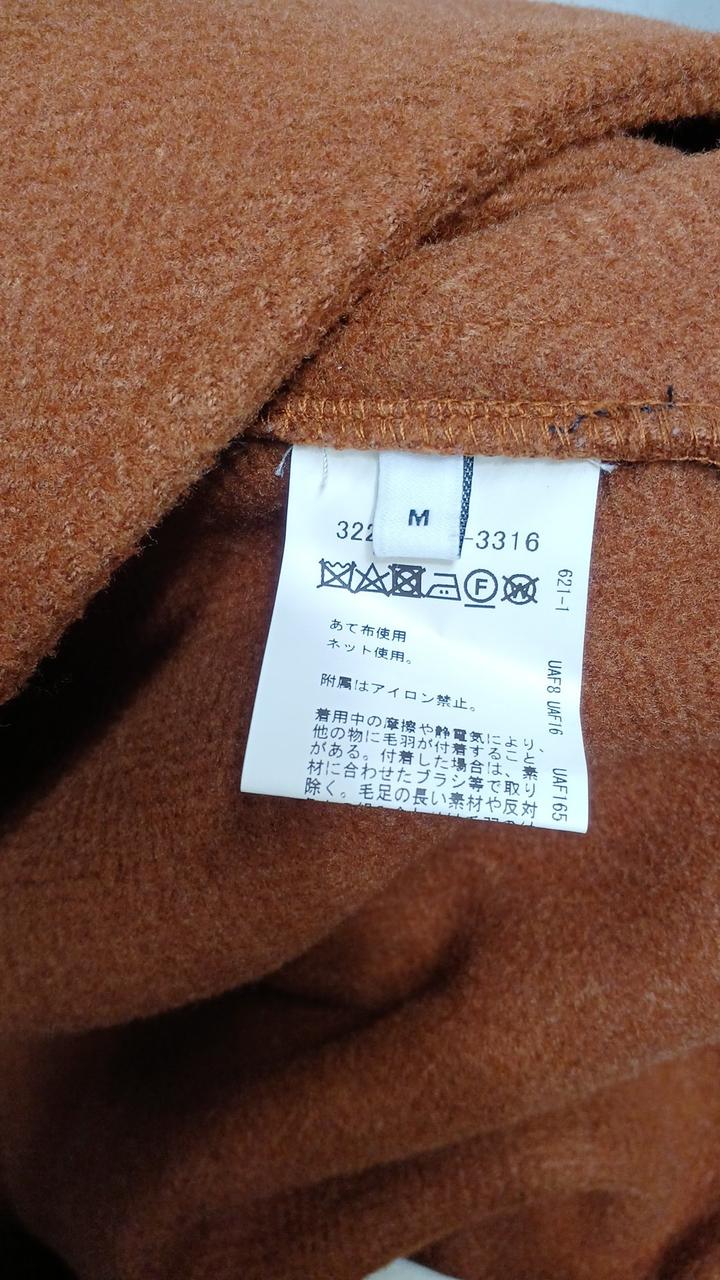 M
322
-3316
F
W
あて布使用
ネット使用。
附属はアイロン禁止。
着用中の摩擦や静電気により、
他の物に毛羽が付着すること
がある。付着した場合は、素
材に合わせたブラシ等で取り
除く。毛足の長い素材や反対
621-1
UAF8 UAF16
UAF165